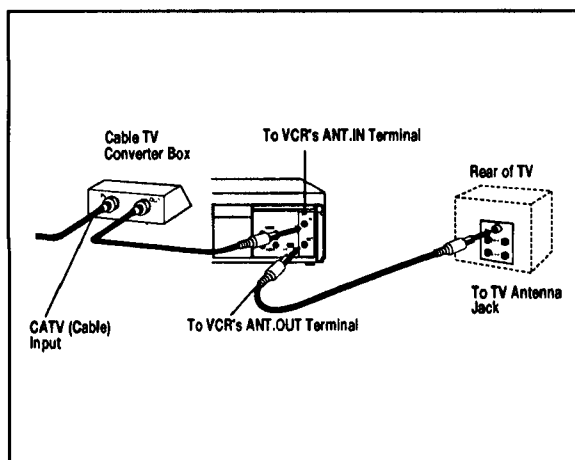 To VCR's ANT.IN Terminal
Cable TV
Converter Box
Rear of TV
To TV Antenna
Jack
CATV (Cable)
Input
To VCR's ANT.OUT Terminal